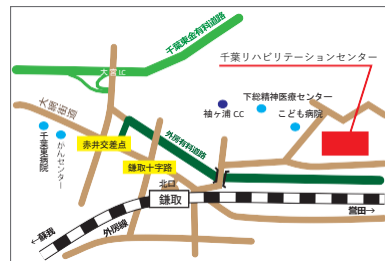 千葉東金有料道路
大宮IC
千葉リハビリテーションセンター
大網街道
下総精神医療センター
袖ヶ浦CC
こども病院
千葉東病院
がんセンター
赤井交差点
外房有料道路
鎌取十字路
北口
鎌取
←蘇我
外房線
誉田→